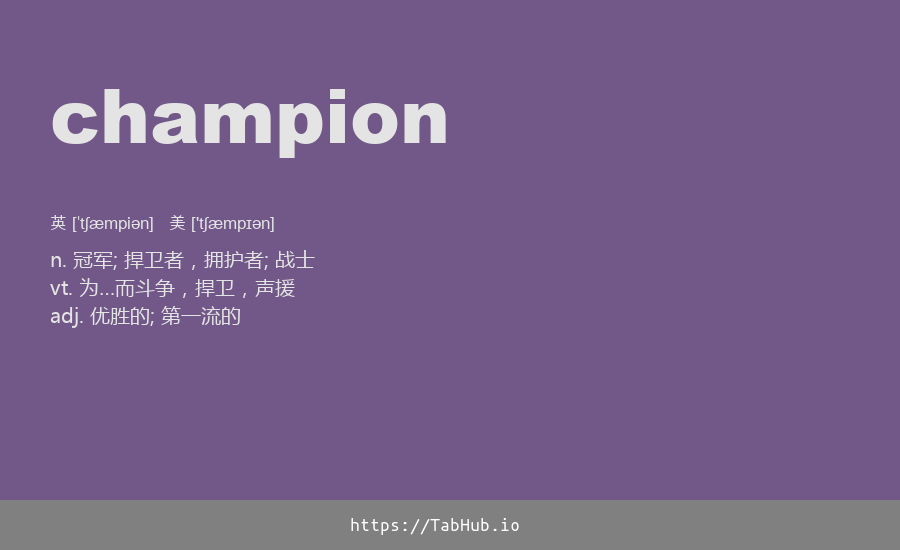 champion
英 [ˈtʃæmpiən] 美 [ˈtʃæmpɪən]
n. 冠军; 捍卫者，拥护者; 战士
vt. 为…而斗争，捍卫，声援
adj. 优胜的; 第一流的
https://TabHub.io